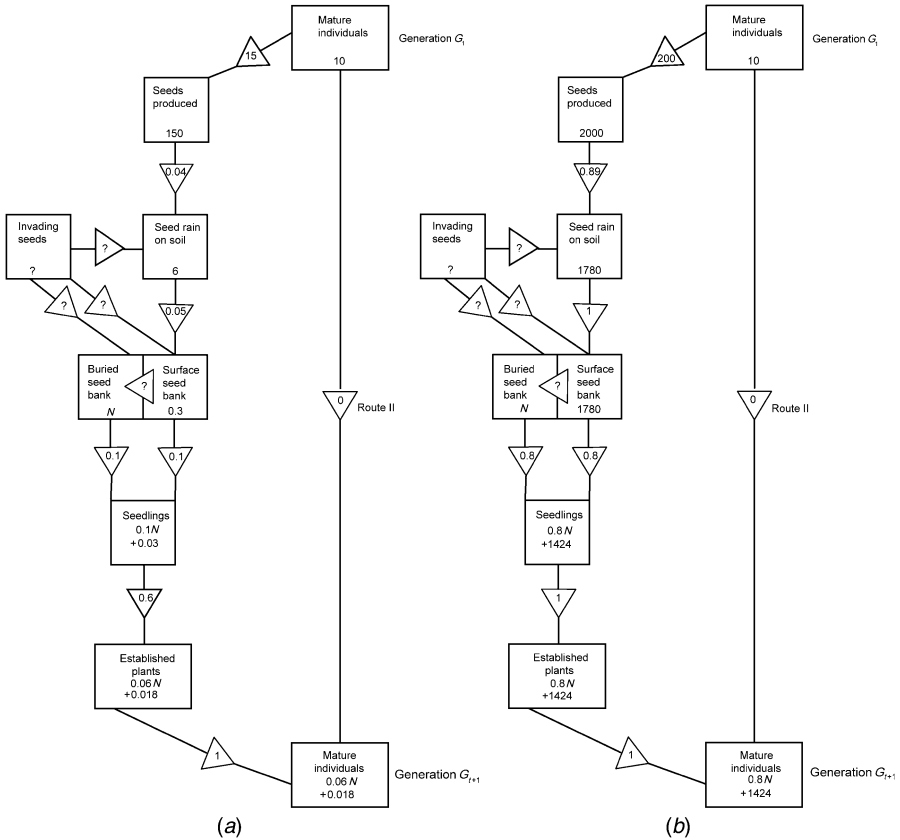 Mature
individuals
10
Generation Gt
15
Seeds
produced
150
0.04
Invading
seeds
?
?
Seed rain
on soil
6
?
?
0.05
Buried
seed
bank
N
?
Surface
seed
bank
0.3
0
Route II
0.1
0.1
Seedlings
0.1N
+0.03
0.6
Established
plants
0.06N
+0.018
1
Mature
individuals
0.06N
+0.018
Generation Gt+1
(a)
Mature
individuals
10
Generation Gt
200
Seeds
produced
2000
0.89
Invading
seeds
?
?
Seed rain
on soil
1780
?
?
1
Buried
seed
bank
N
?
Surface
seed
bank
1780
0
Route II
0.8
0.8
Seedlings
0.8N
+1424
1
Established
plants
0.8N
+1424
1
Mature
individuals
0.8N
+1424
Generation Gt+1
(b)